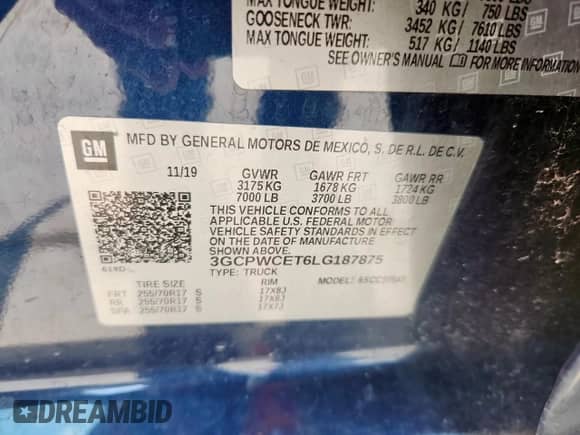 MAX TONGUE WEIGHT: 340 KG / 750 LBS
GOOSENECK TWR: 3452 KG / 7610 LBS
MAX TONGUE WEIGHT: 517 KG / 1140 LBS
SEE OWNER'S MANUAL FOR MORE INFORMATION
GM
MFD BY GENERAL MOTORS DE MEXICO, S. DE R.L. DE C.V.
11/19 GVWR GAWR FRT GAWR RR
3175 KG 1678 KG 1724 KG
7000 LB 3700 LB 3800 LB
THIS VEHICLE CONFORMS TO ALL
APPLICABLE U.S. FEDERAL MOTOR
VEHICLE SAFETY STANDARDS
IN EFFECT ON THE DATE OF MANUFACTURE
SHOWN ABOVE.
3GCPWCET6LG187875
TYPE: TRUCK MODEL:
TIRE SIZE RIM
FRT 255/70R17 S 17X8J
RR 255/70R17 S 17X8J
SPA 255/70R17 S 17X7J
DREAMBID